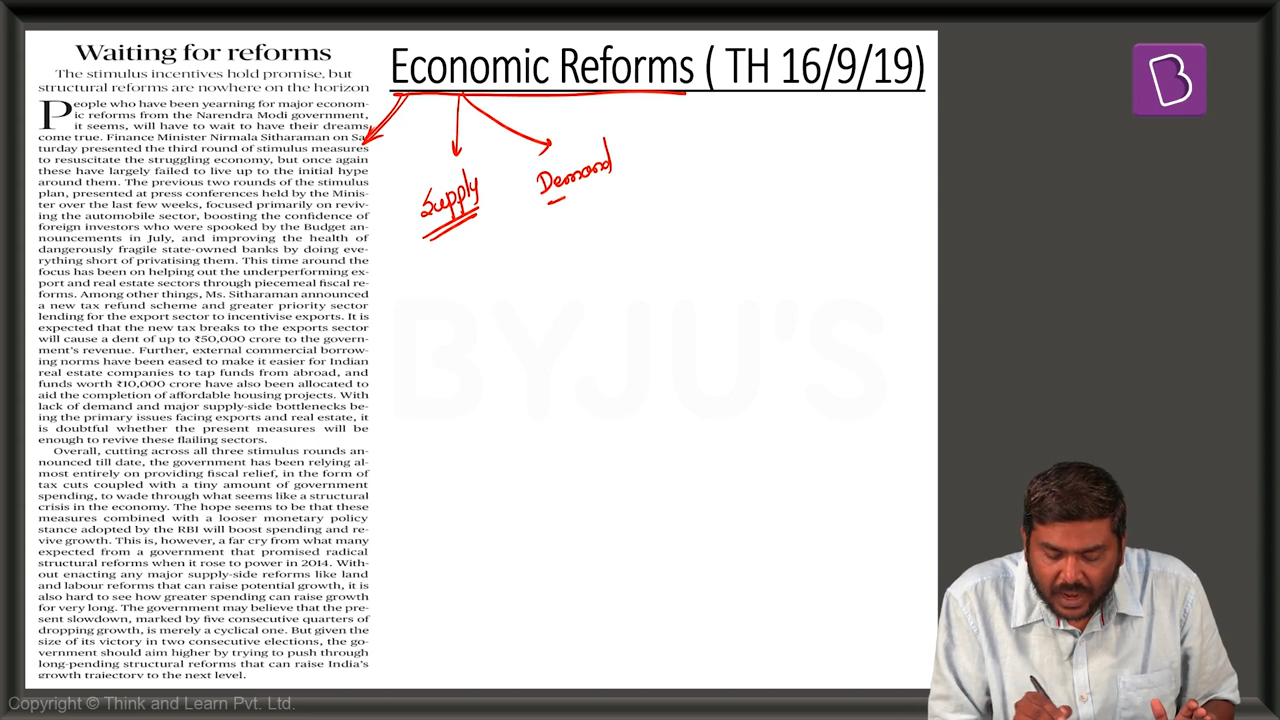 Waiting for reforms
The stimulus incentives hold promise, but
structural reforms are nowhere on the horizon
People who have been yearning for major econom-
ic reforms from the Narendra Modi government,
it seems, will have to wait to have their dreams
come true. Finance Minister Nirmala Sitharaman on Sa-
turday presented the third round of stimulus measures
to resuscitate the struggling economy, but once again
these have largely failed to live up to the initial hype
around them. The previous two rounds of the stimulus
plan, presented at press conferences held by the Minis-
ter over the last few weeks, focused primarily on reviv-
ing the automobile sector, boosting the confidence of
foreign investors who were spooked by the Budget an-
nouncements in July, and improving the health of
dangerously fragile state-owned banks by doing eve-
rything short of privatising them. This time around the
focus has been on helping out the underperforming ex-
port and real estate sectors through piecemeal fiscal re-
forms. Among other things, Ms. Sitharaman announced
a new tax refund scheme and greater priority sector
lending for the export sector to incentivise exports. It is
expected that the new tax breaks to the exports sector
will cause a dent of up to ₹50,000 crore to the govern-
ment's revenue. Further, external commercial borrow-
ing norms have been eased to make it easier for Indian
real estate companies to tap funds from abroad, and
funds worth ₹10,000 crore have also been allocated to
aid the completion of affordable housing projects. With
lack of demand and major supply-side bottlenecks be-
ing the primary issues facing exports and real estate, it
is doubtful whether the present measures will be
enough to revive these flailing sectors.
Overall, cutting across all three stimulus rounds an-
nounced till date, the government has been relying al-
most entirely on providing fiscal relief, in the form of
tax cuts coupled with a tiny amount of government
spending, to wade through what seems like a structural
crisis in the economy. The hope seems to be that these
measures combined with a looser monetary policy
stance adopted by the RBI will boost spending and re-
vive growth. This is, however, a far cry from what many
expected from a government that promised radical
structural reforms when it rose to power in 2014. With-
out enacting any major supply-side reforms like land
and labour reforms that can raise potential growth, it is
also hard to see how greater spending can raise growth
for very long. The government may believe that the pre-
sent slowdown, marked by five consecutive quarters of
dropping growth, is merely a cyclical one. But given the
size of its victory in two consecutive elections, the go-
vernment should aim higher by trying to push through
long-pending structural reforms that can raise India's
growth trajectory to the next level.
Economic Reforms ( TH 16/9/19)
Supply
Demand
BYJU'S
B
Copyright © Think and Learn Pvt. Ltd.